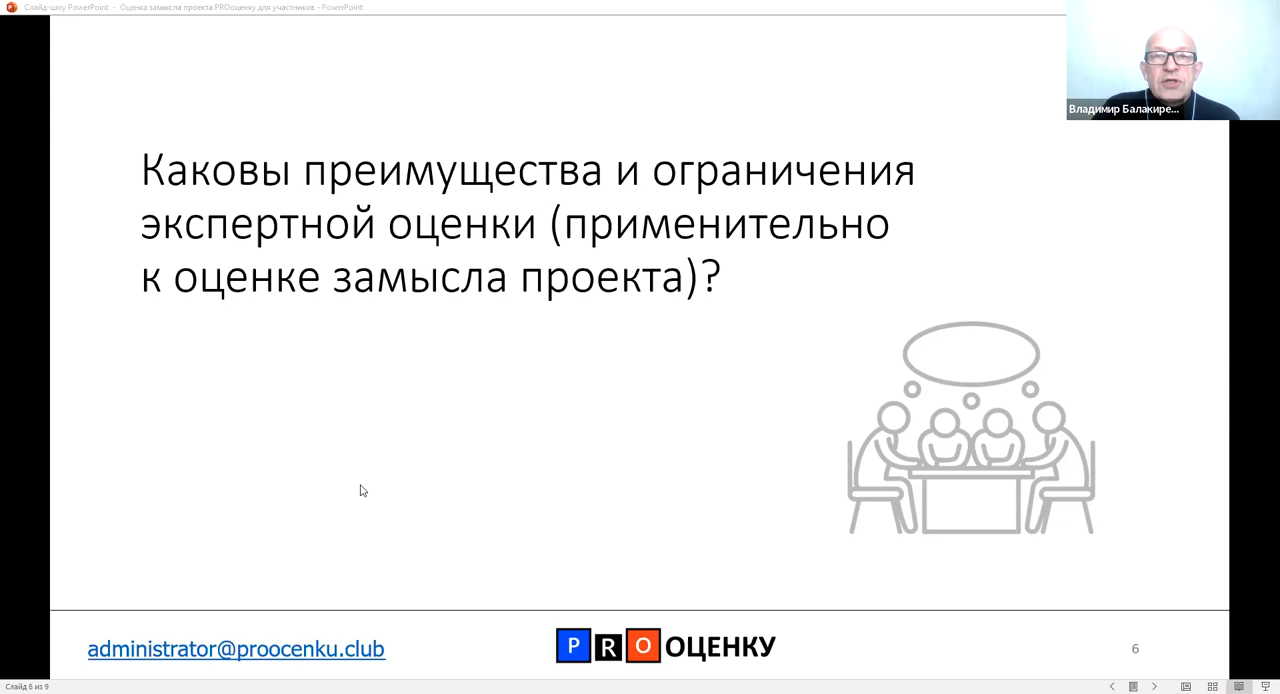 Слайд-шоу PowerPoint - Оценка замысла проекта PROоценку для участников - PowerPoint
Владимир Балакире...
Каковы преимущества и ограничения
экспертной оценки (применительно
к оценке замысла проекта)?
administrator@proocenku.club
PRO ОЦЕНКУ
6
Слайд 6 из 9